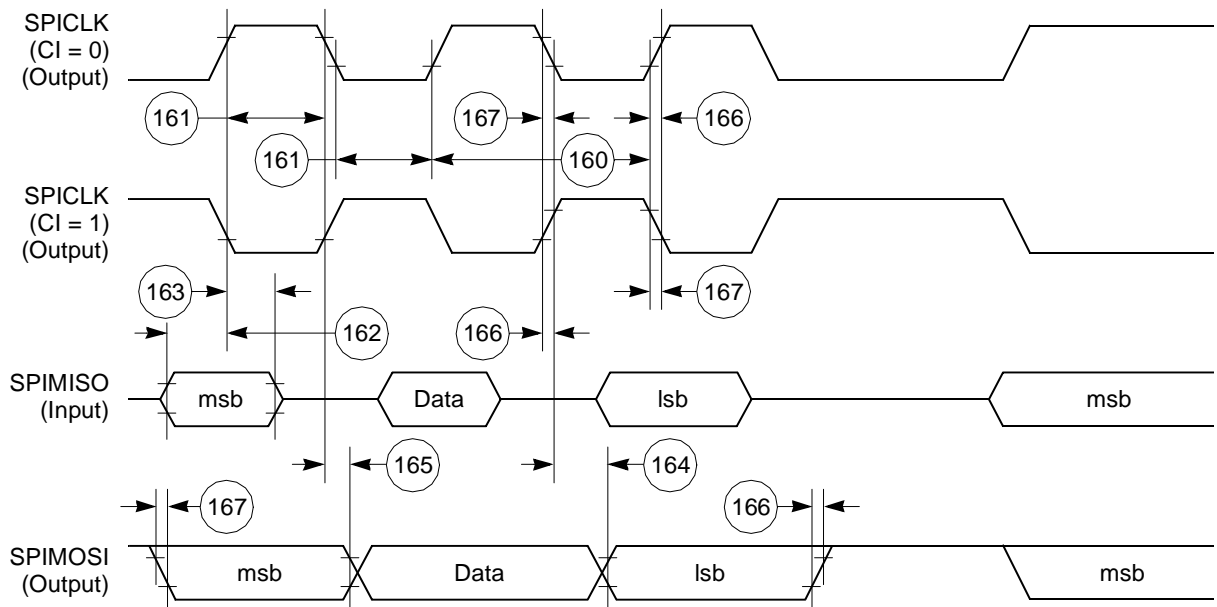 SPICLK
(CI = 0)
(Output)
161
167
166
161
160
SPICLK
(CI = 1)
(Output)
163
167
162
166
SPIMISO
(Input)
msb
Data
lsb
msb
165
164
167
166
SPIMOSI
(Output)
msb
Data
lsb
msb